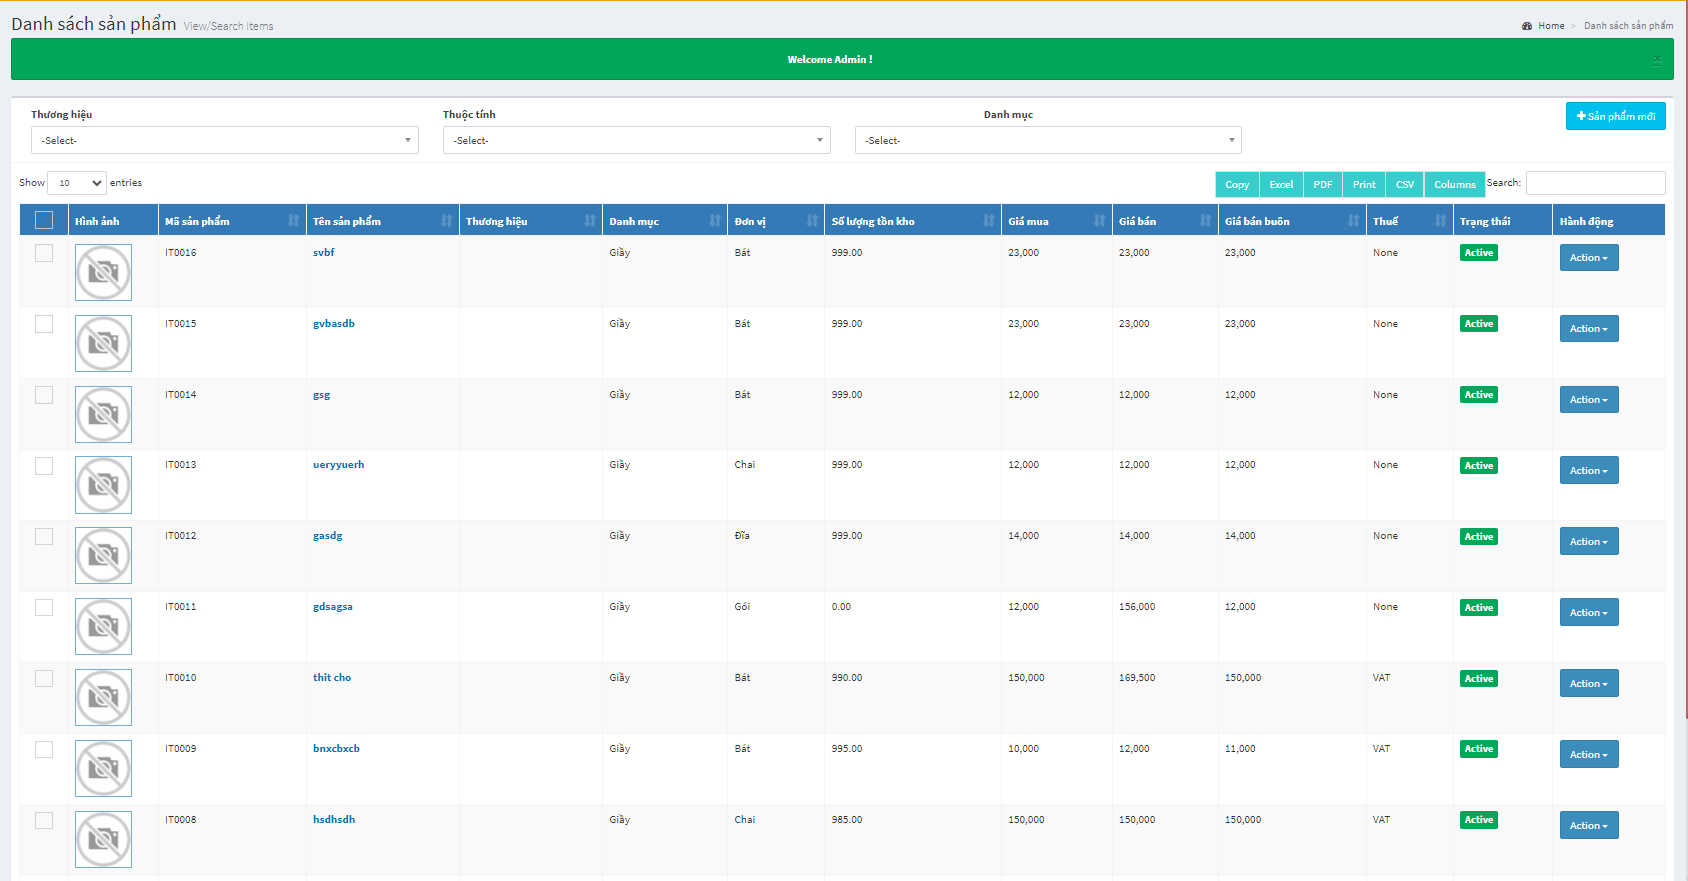 Danh sách sản phẩm View/Search Items
Home > Danh sách sản phẩm
Welcome Admin !
×
Thương hiệu Thuộc tính Danh mục
-Select- -Select- -Select-
Sản phẩm mới
Show 10 entries
Copy Excel PDF Print CSV Columns Search:
Hình ảnh Mã sản phẩm Tên sản phẩm Thương hiệu Danh mục Đơn vị Số lượng tồn kho Giá mua Giá bán Giá bán buôn Thuế Trạng thái Hành động
IT0016 svbf Giầy Bát 999.00 23,000 23,000 23,000 None Active Action
IT0015 gvbasdb Giầy Bát 999.00 23,000 23,000 23,000 None Active Action
IT0014 gsg Giầy Bát 999.00 12,000 12,000 12,000 None Active Action
IT0013 ueryyuerh Giầy Chai 999.00 12,000 12,000 12,000 None Active Action
IT0012 gasdg Giầy Đĩa 999.00 14,000 14,000 14,000 None Active Action
IT0011 gdsagsa Giầy Gói 0.00 12,000 156,000 12,000 None Active Action
IT0010 thit cho Giầy Bát 990.00 150,000 169,500 150,000 VAT Active Action
IT0009 bnxcbxcb Giầy Bát 995.00 10,000 12,000 11,000 VAT Active Action
IT0008 hsdhsdh Giầy Chai 985.00 150,000 150,000 150,000 VAT Active Action